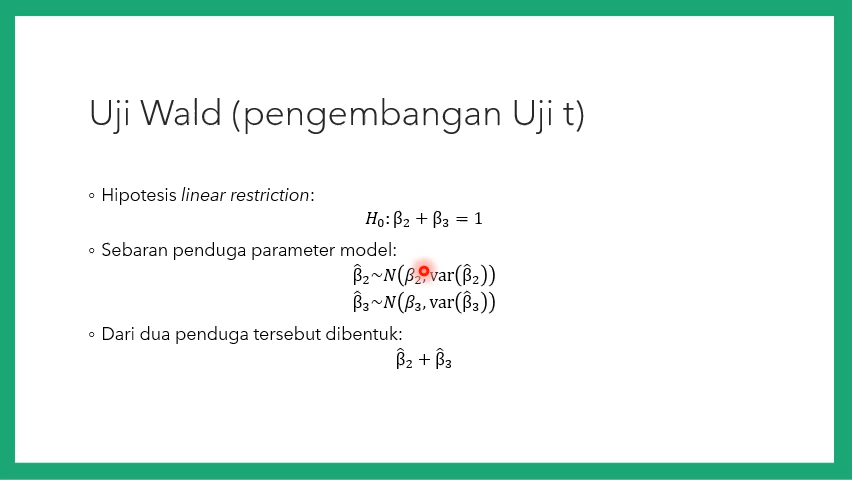 Uji Wald (pengembangan Uji t)
◦ Hipotesis linear restriction:
H₀: β₂ + β₃ = 1
◦ Sebaran penduga parameter model:
β̂₂~N(β₂, var(β̂₂))
β̂₃~N(β₃, var(β̂₃))
◦ Dari dua penduga tersebut dibentuk:
β̂₂ + β̂₃